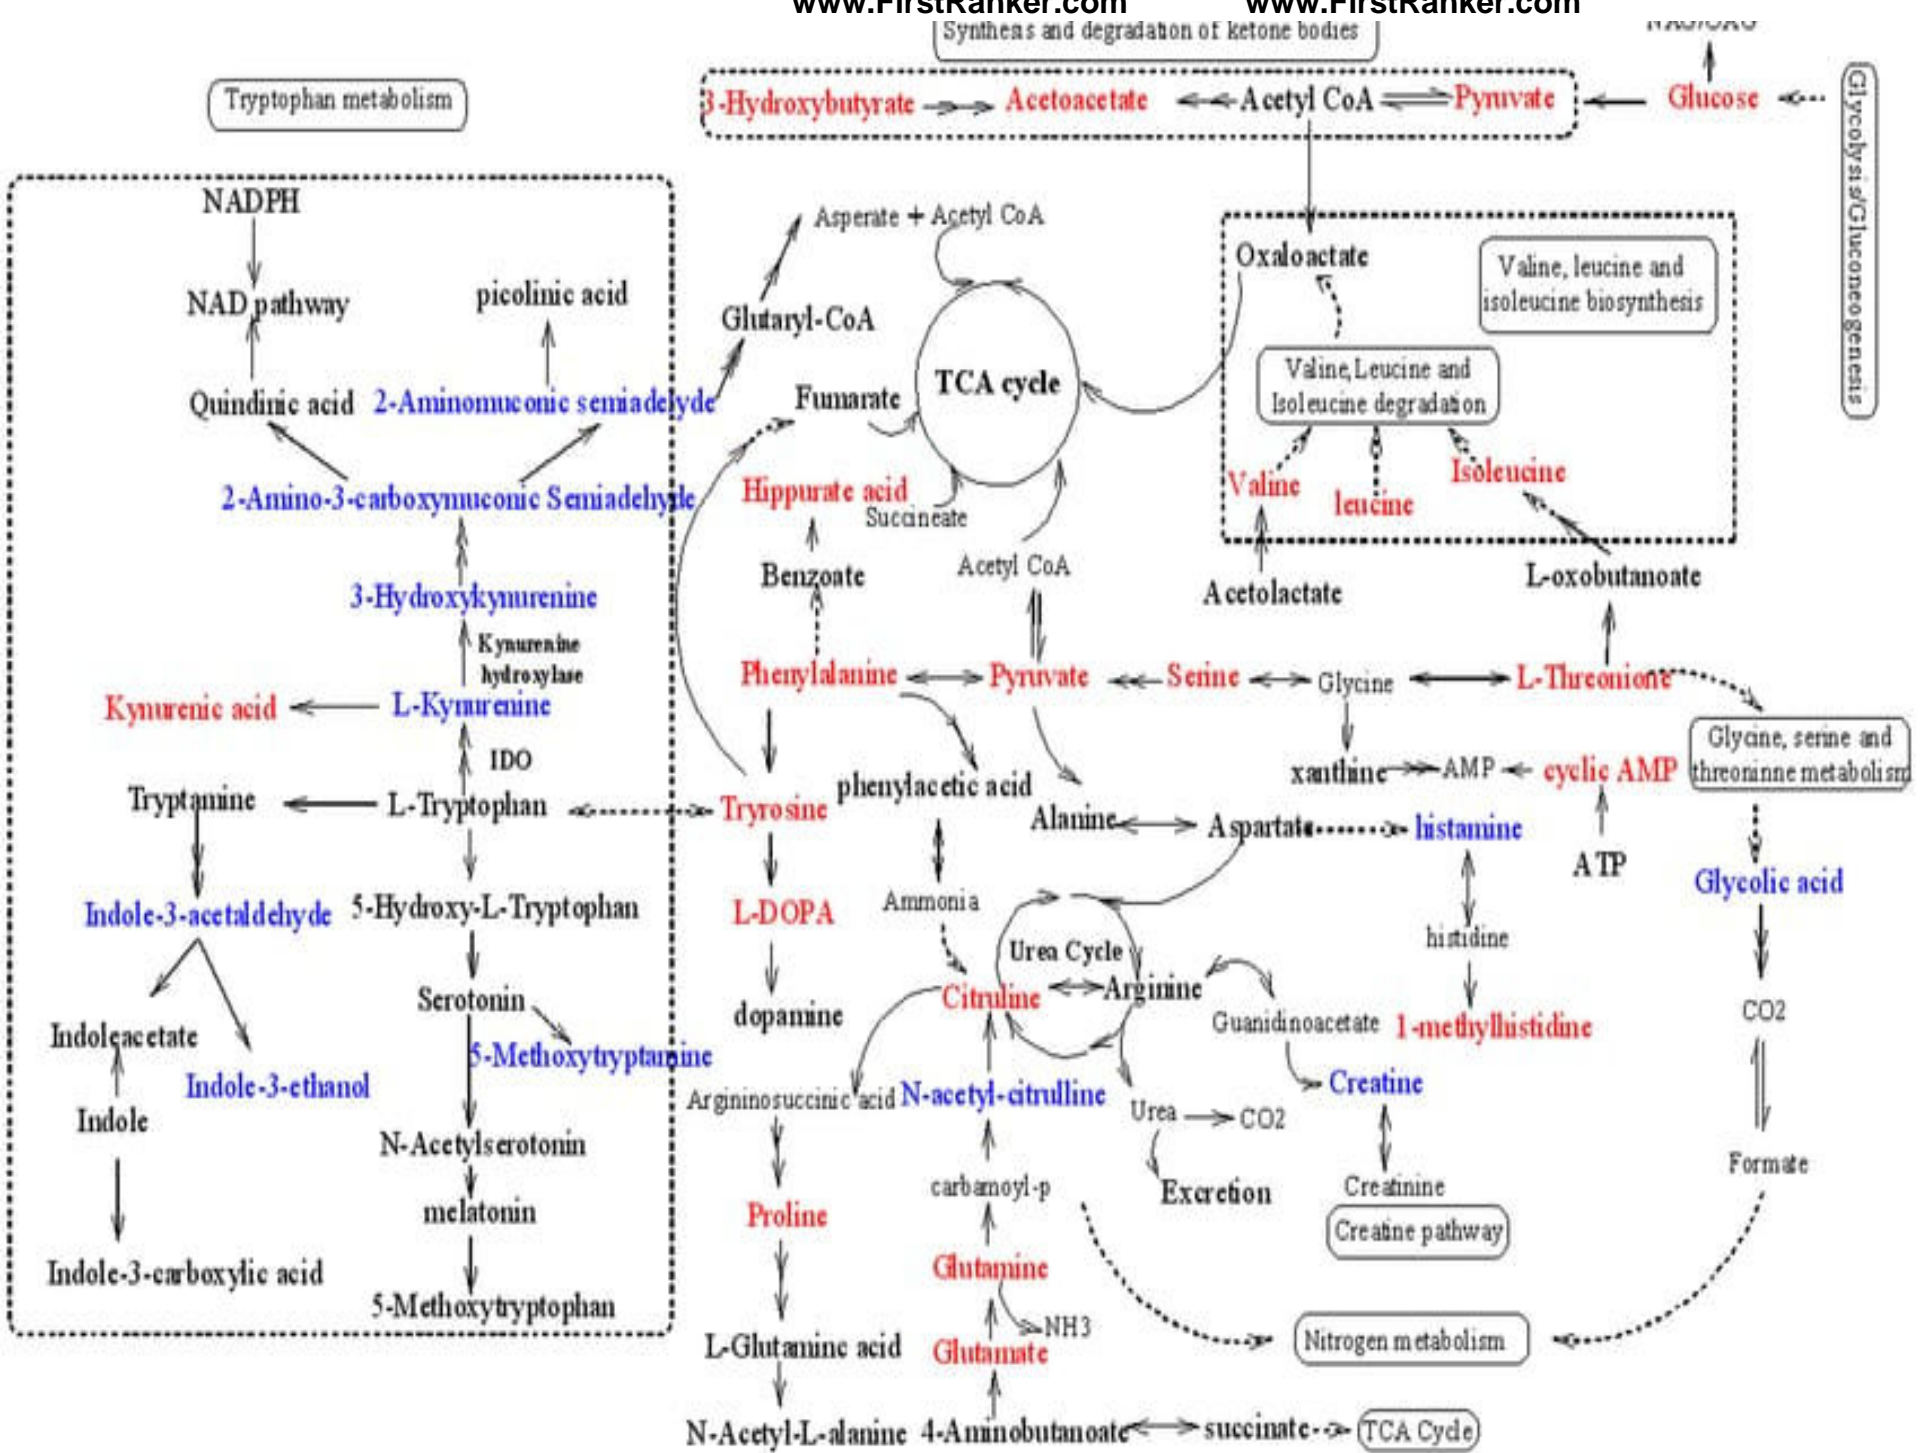 www.FirstRanker.com www.FirstRanker.com
Synthesis and degradation of ketone bodies
Tryptophan metabolism
3-Hydroxybutyrate Acetoacetate Acetyl CoA Pyruvate Glucose
Glycolysis/Gluconeogenesis
NADPH
NAD pathway
picolinic acid
Quindinic acid 2-Aminomuconic semiadelyde
2-Amino-3-carboxymuconic Semiadehyde
3-Hydroxykynurenine
Kynurenine
hydroxylase
Kynurenic acid L-Kynurenine
IDO
Tryptamine L-Tryptophan
Indole-3-acetaldehyde 5-Hydroxy-L-Tryptophan
Serotonin
Indoleacetate
5-Methoxytryptamine
Indole-3-ethanol
Indole
N-Acetylserotonin
melatonin
Indole-3-carboxylic acid
5-Methoxytryptophan
Asperate + Acetyl CoA
Glutaryl-CoA
Fumarate
TCA cycle
Hippurate acid
Succineate
Benzoate
Acetyl CoA
Oxaloactate
Valine, leucine and
isoleucine biosynthesis
Valine,Leucine and
Isoleucine degradation
Valine
leucine
Isoleucine
Acetolactate
L-oxobutanoate
Phenylalanine Pyruvate Serine Glycine L-Threonione
Glycine, serine and
threoninne metabolism
xanthine AMP cyclic AMP
phenylacetic acid
Tryrosine
Alanine Aspartate histamine
ATP
Glycolic acid
L-DOPA
Ammonia
Urea Cycle
histidine
Citruline Arginine
dopamine
Guanidinoacetate 1-methylhistidine
CO2
Argininosuccinic acid N-acetyl-citrulline
Creatine
Urea CO2
Formate
carbamoyl-p
Excretion
Creatinine
Creatine pathway
Proline
Glutamine
NH3
Nitrogen metabolism
L-Glutaminc acid Glutamate
N-Acetyl-L-alanine 4-Aminobutanoate succinate TCA Cycle